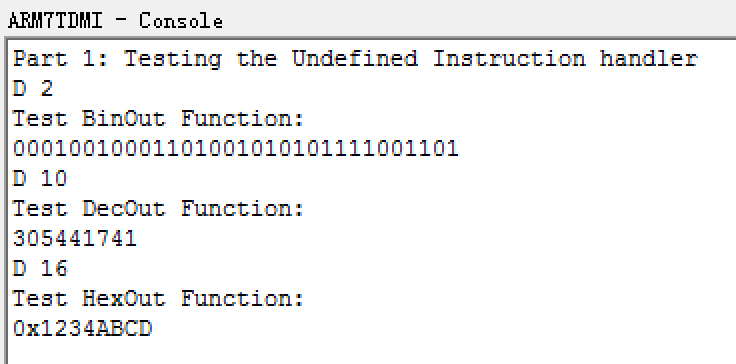 ARM7TDMI - Console
Part 1: Testing the Undefined Instruction handler
D 2
Test BinOut Function:
00010010001101001010101111001101
D 10
Test DecOut Function:
305441741
D 16
Test HexOut Function:
0x1234ABCD